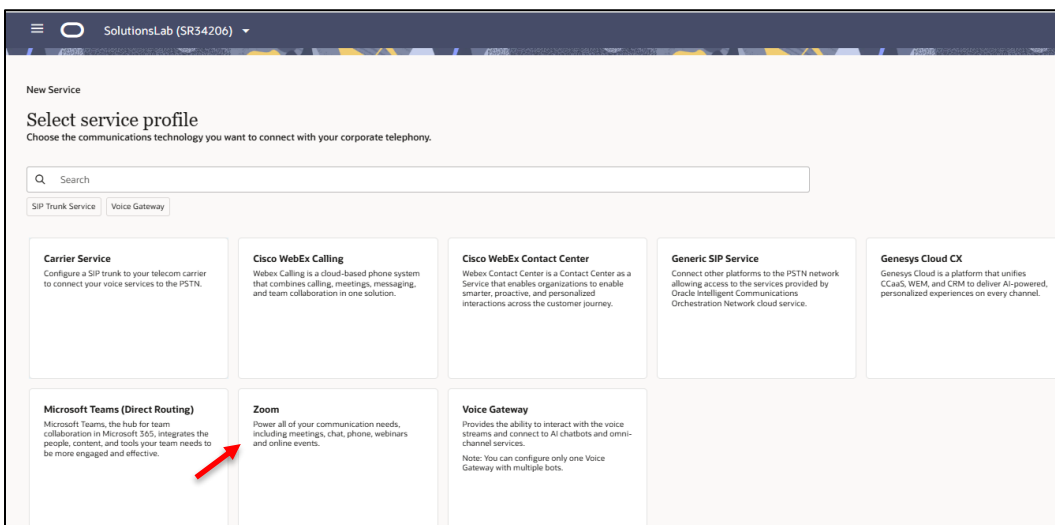 SolutionsLab (SR34206)
New Service
Select service profile
Choose the communications technology you want to connect with your corporate telephony.
Search
SIP Trunk Service
Voice Gateway
Carrier Service
Configure a SIP trunk to your telecom carrier
to connect your voice services to the PSTN.
Cisco WebEx Calling
Webex Calling is a cloud-based phone system
that combines calling, meetings, messaging,
and team collaboration in one solution.
Cisco WebEx Contact Center
Webex Contact Center is a Contact Center as a
Service that enables organizations to enable
smarter, proactive, and personalized
interactions across the customer journey.
Generic SIP Service
Connect other platforms to the PSTN network
allowing access to the services provided by
Oracle Intelligent Communications
Orchestration Network cloud service.
Genesys Cloud CX
Genesys Cloud is a platform that unifies
CCaaS, WEM, and CRM to deliver AI-powered,
personalized experiences on every channel.
Microsoft Teams (Direct Routing)
Microsoft Teams, the hub for team
collaboration in Microsoft 365, integrates the
people, content, and tools your team needs to
be more engaged and effective.
Zoom
Power all of your communication needs,
including meetings, chat, phone, webinars
and online events.
Voice Gateway
Provides the ability to interact with the voice
streams and connect to AI chatbots and omni-
channel services.
Note: You can configure only one Voice
Gateway with multiple bots.